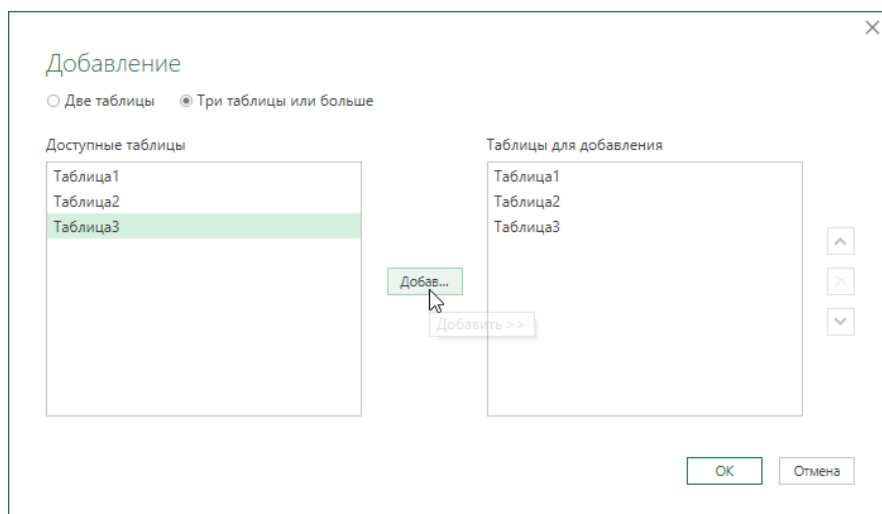 Добавление
Две таблицы Три таблицы или больше
Доступные таблицы Таблицы для добавления
Таблица1 Таблица1
Таблица2 Таблица2
Таблица3 Таблица3
Добав...
Добавить >>
ОК Отмена